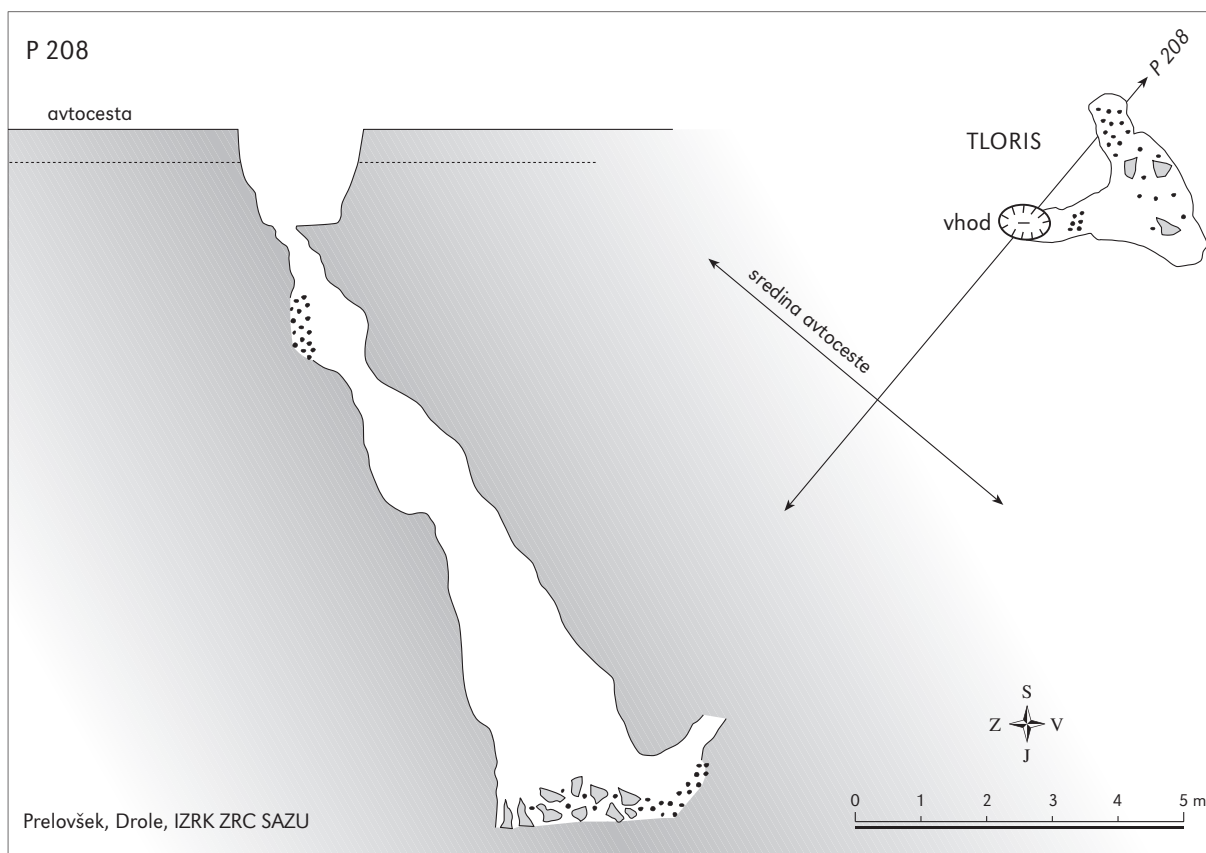 P 208
avtocesta
P 208
TLORIS
vhod
sredina avtoceste
S
Z V
J
0 1 2 3 4 5 m
Prelovšek, Drole, IZRK ZRC SAZU